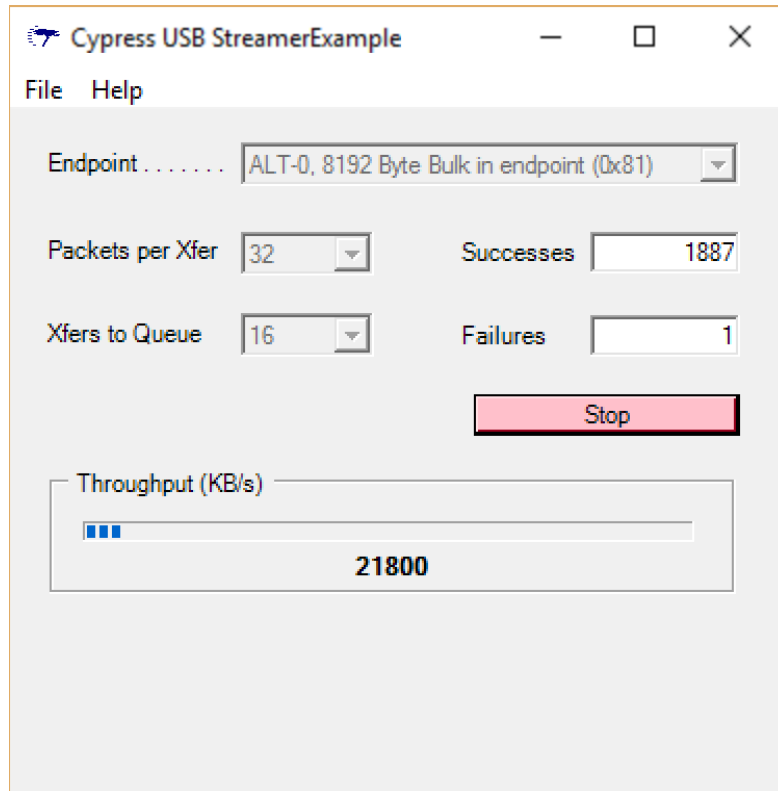 Cypress USB StreamerExample
File Help
Endpoint . . . . . . . ALT-0, 8192 Byte Bulk in endpoint (0x81)
Packets per Xfer 32 Successes 1887
Xfers to Queue 16 Failures 1
Stop
Throughput (KB/s)
21800